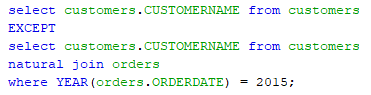 select customers.CUSTOMERNAME from customers
EXCEPT
select customers.CUSTOMERNAME from customers
natural join orders
where YEAR(orders.ORDERDATE) = 2015;